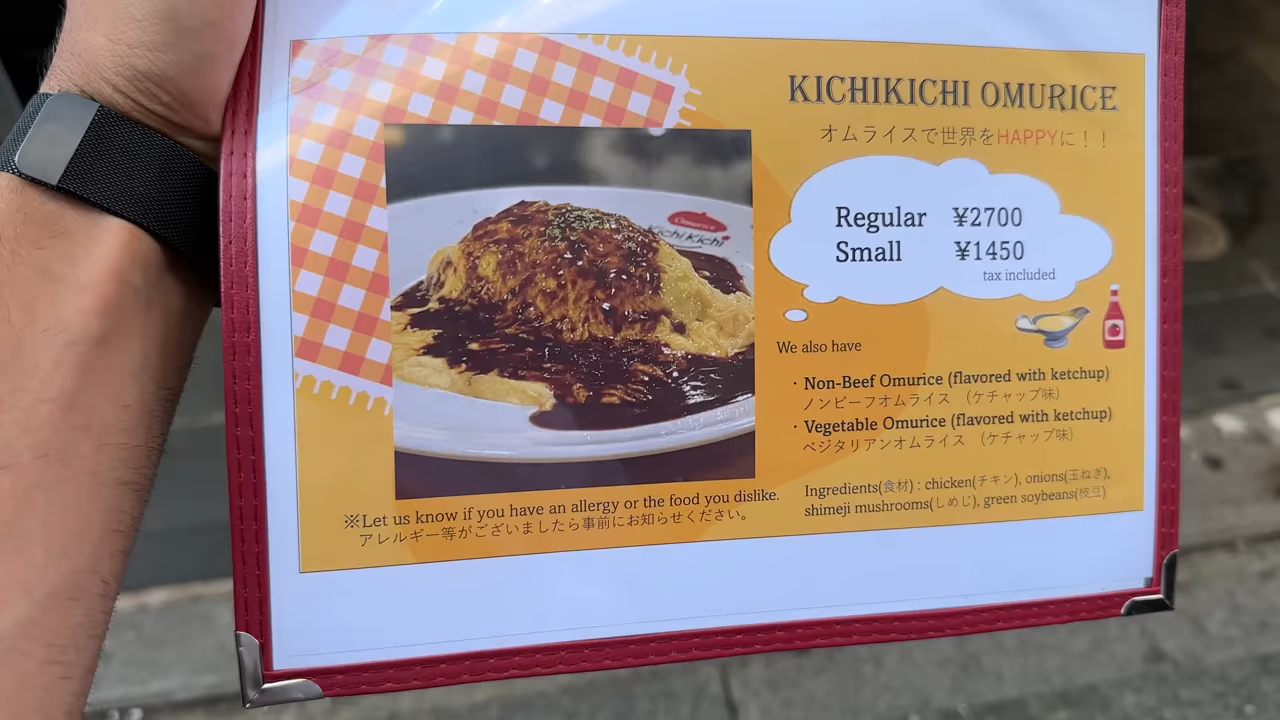 KICHIKICHI OMURICE
オムライスで世界をHAPPYに！！
Regular ¥2700
Small ¥1450
tax included
Omurice
Kichi Kichi
We also have
・Non-Beef Omurice (flavored with ketchup)
ノンビーフオムライス （ケチャップ味）
・Vegetable Omurice (flavored with ketchup)
ベジタリアンオムライス （ケチャップ味）
Ingredients(食材) : chicken(チキン), onions(玉ねぎ),
shimeji mushrooms(しめじ), green soybeans(枝豆)
※Let us know if you have an allergy or the food you dislike.
アレルギー等がございましたら事前にお知らせください。